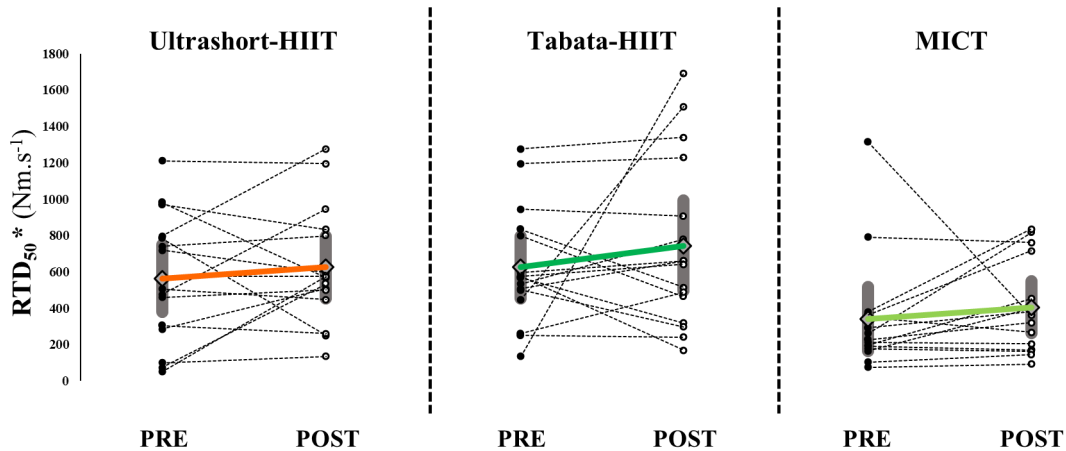 Ultrashort-HIIT
Tabata-HIIT
MICT
RTD50 * (Nm.s-1)
1800
1600
1400
1200
1000
800
600
400
200
0
PRE
POST
PRE
POST
PRE
POST